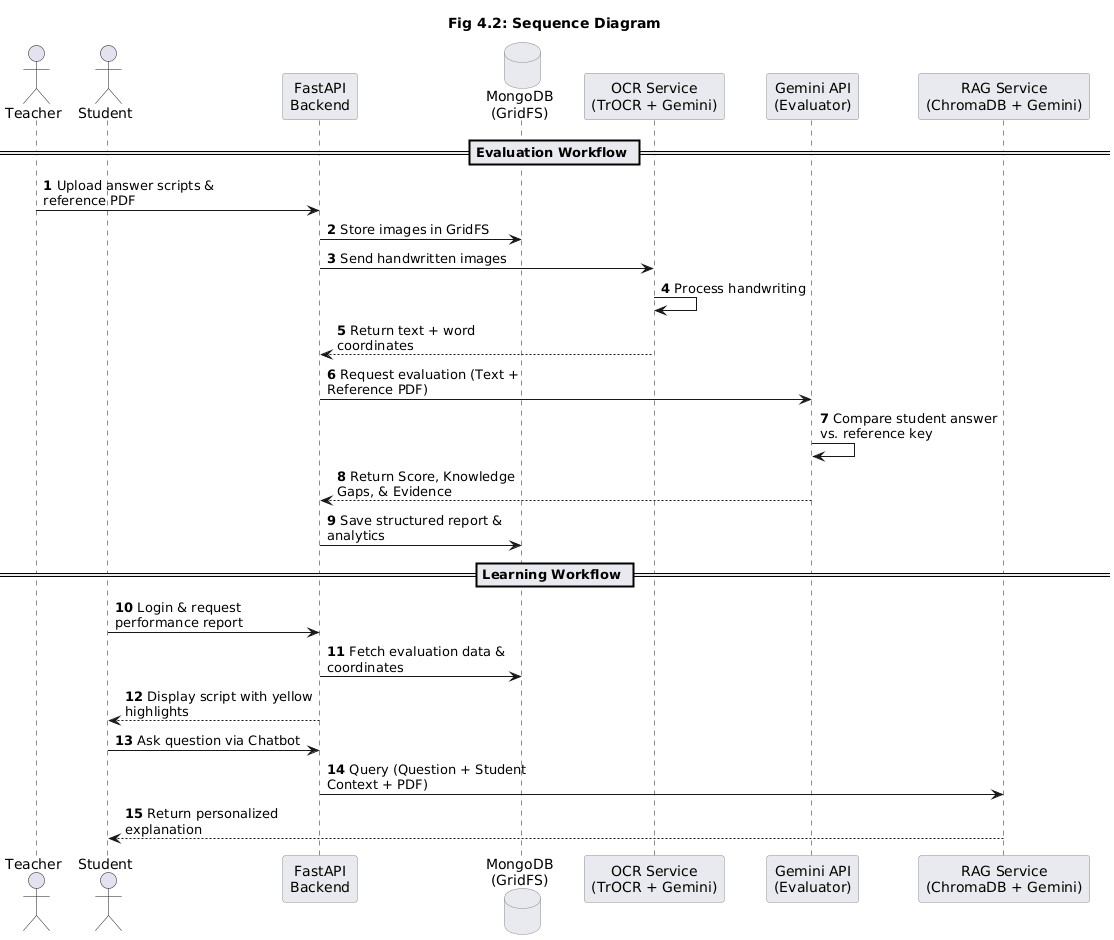 Fig 4.2: Sequence Diagram
Teacher
Student
FastAPI
Backend
MongoDB
(GridFS)
OCR Service
(TrOCR + Gemini)
Gemini API
(Evaluator)
RAG Service
(ChromaDB + Gemini)
Evaluation Workflow
1 Upload answer scripts &
reference PDF
2 Store images in GridFS
3 Send handwritten images
4 Process handwriting
5 Return text + word
coordinates
6 Request evaluation (Text +
Reference PDF)
7 Compare student answer
vs. reference key
8 Return Score, Knowledge
Gaps, & Evidence
9 Save structured report &
analytics
Learning Workflow
10 Login & request
performance report
11 Fetch evaluation data &
coordinates
12 Display script with yellow
highlights
13 Ask question via Chatbot
14 Query (Question + Student
Context + PDF)
15 Return personalized
explanation
Teacher
Student
FastAPI
Backend
MongoDB
(GridFS)
OCR Service
(TrOCR + Gemini)
Gemini API
(Evaluator)
RAG Service
(ChromaDB + Gemini)